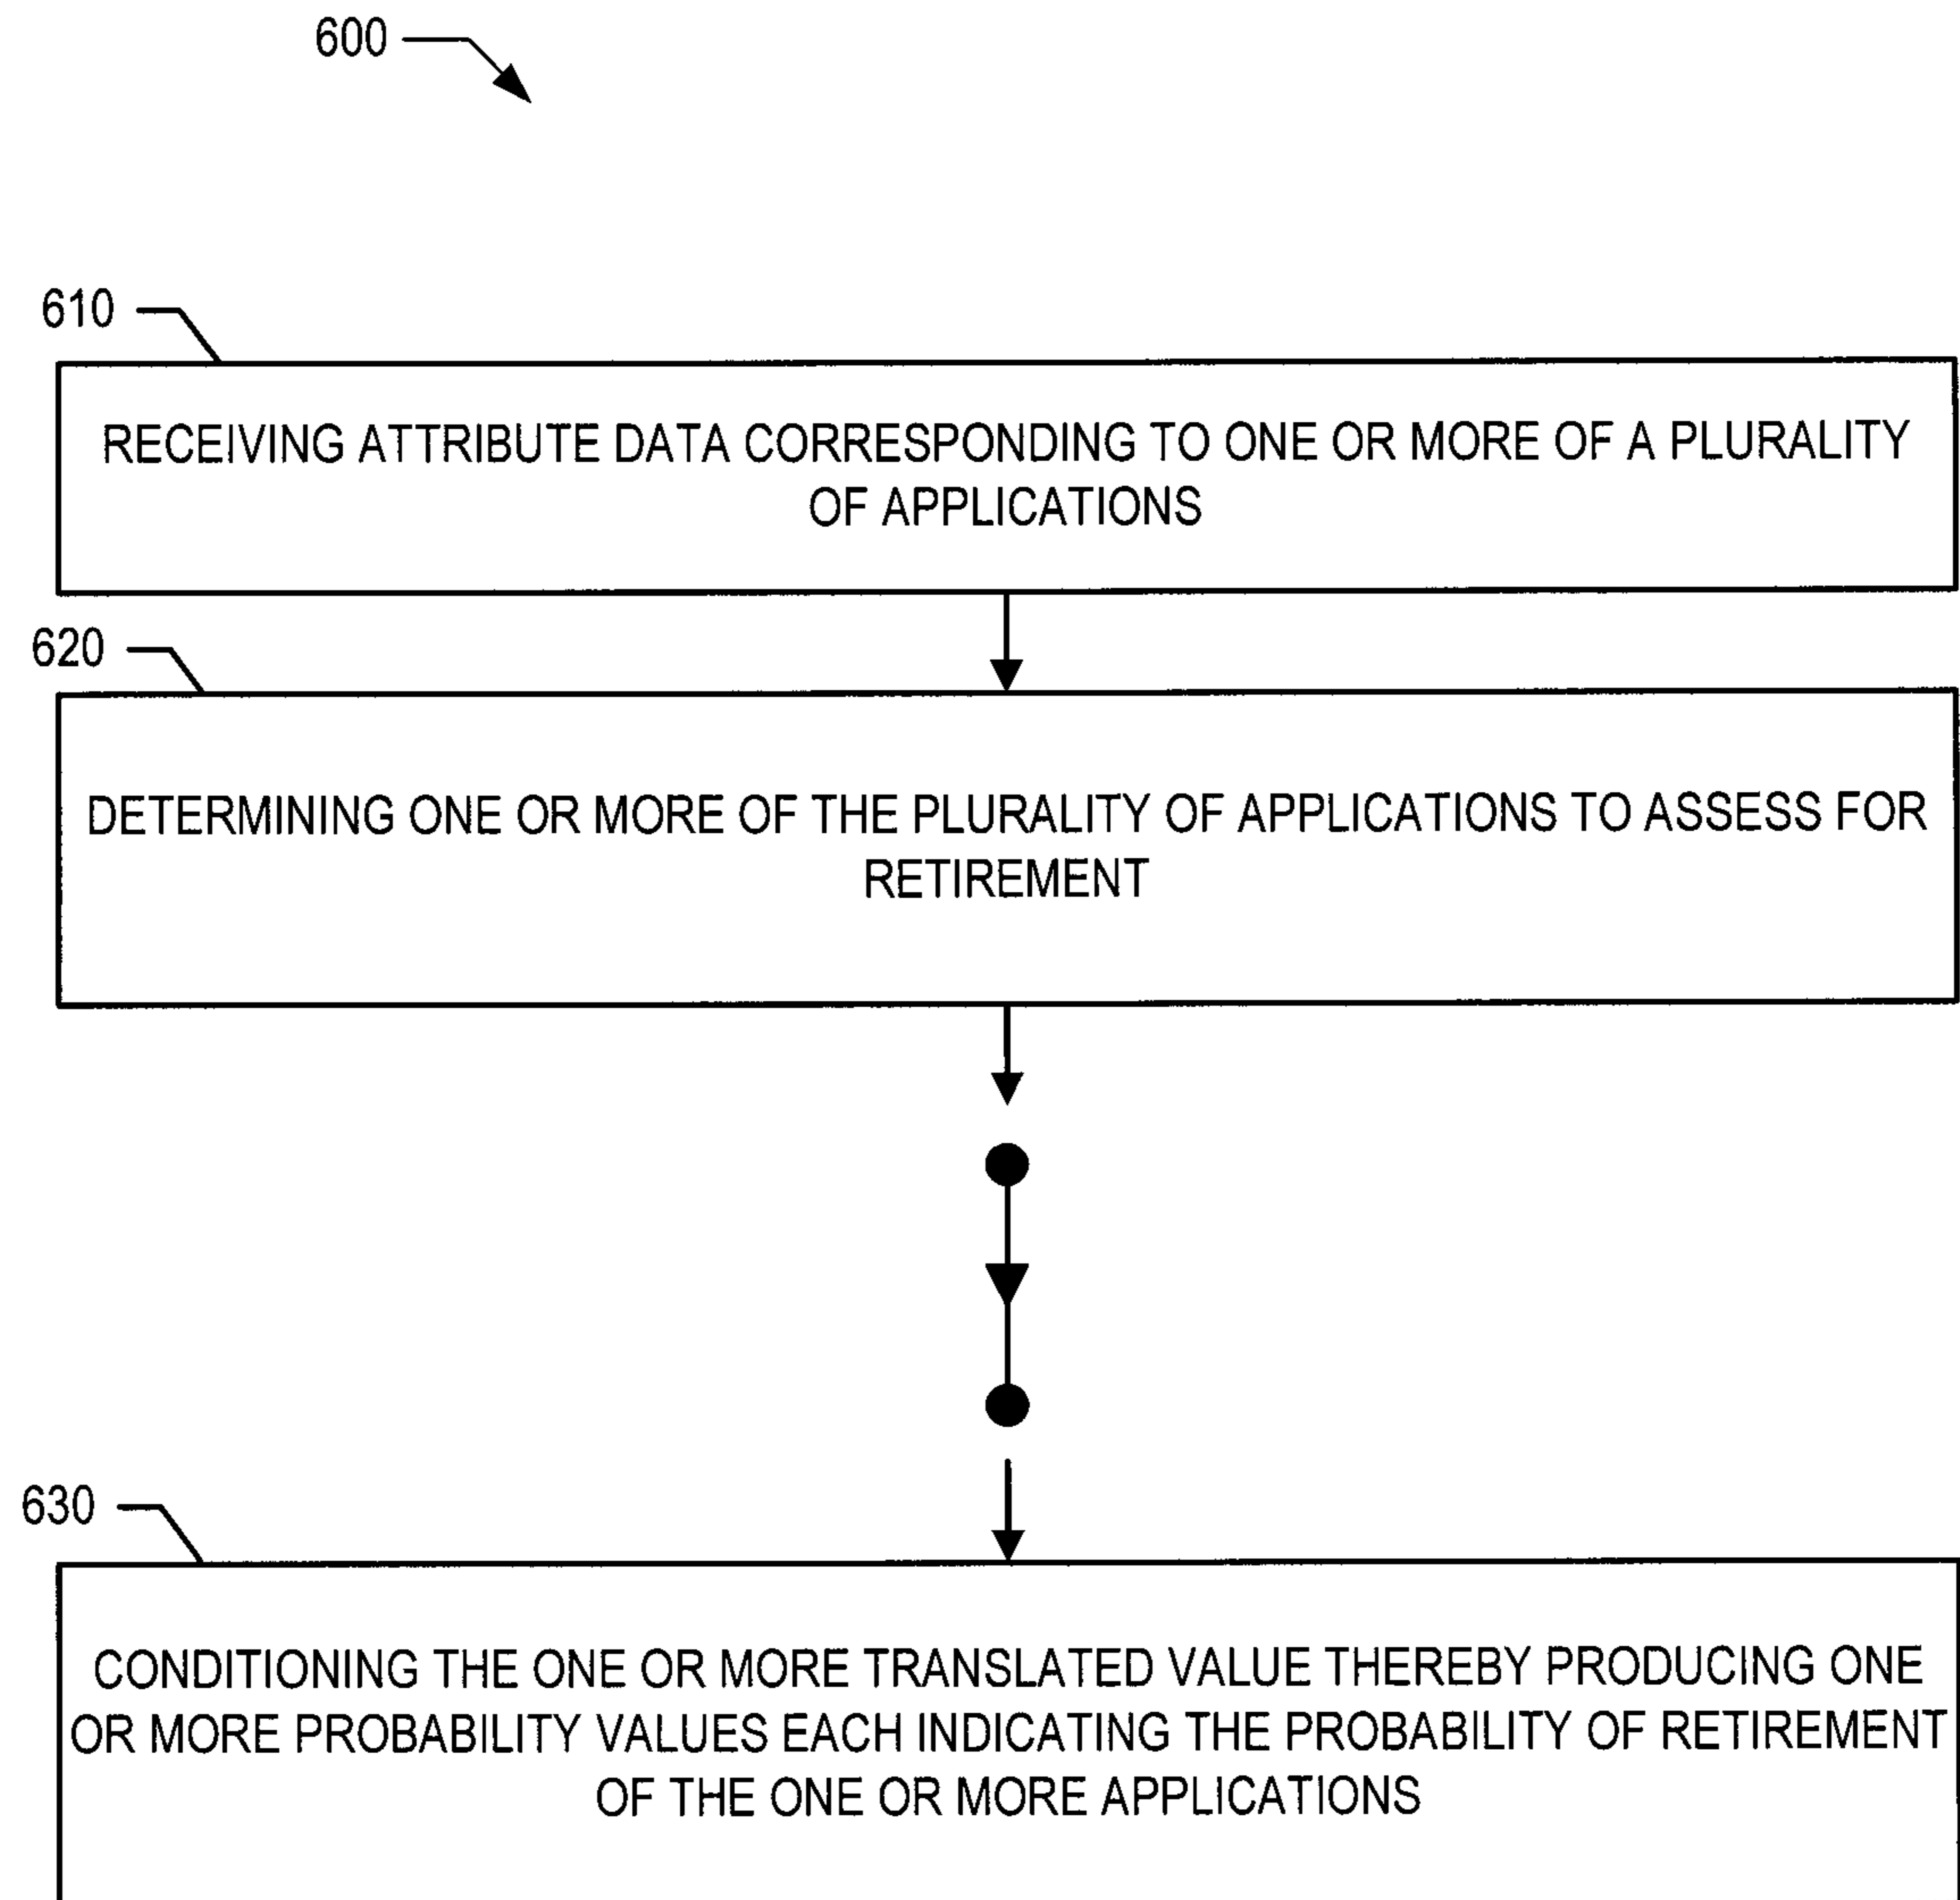 600
610
RECEIVING ATTRIBUTE DATA CORRESPONDING TO ONE OR MORE OF A PLURALITY
OF APPLICATIONS
620
DETERMINING ONE OR MORE OF THE PLURALITY OF APPLICATIONS TO ASSESS FOR
RETIREMENT
630
CONDITIONING THE ONE OR MORE TRANSLATED VALUE THEREBY PRODUCING ONE
OR MORE PROBABILITY VALUES EACH INDICATING THE PROBABILITY OF RETIREMENT
OF THE ONE OR MORE APPLICATIONS